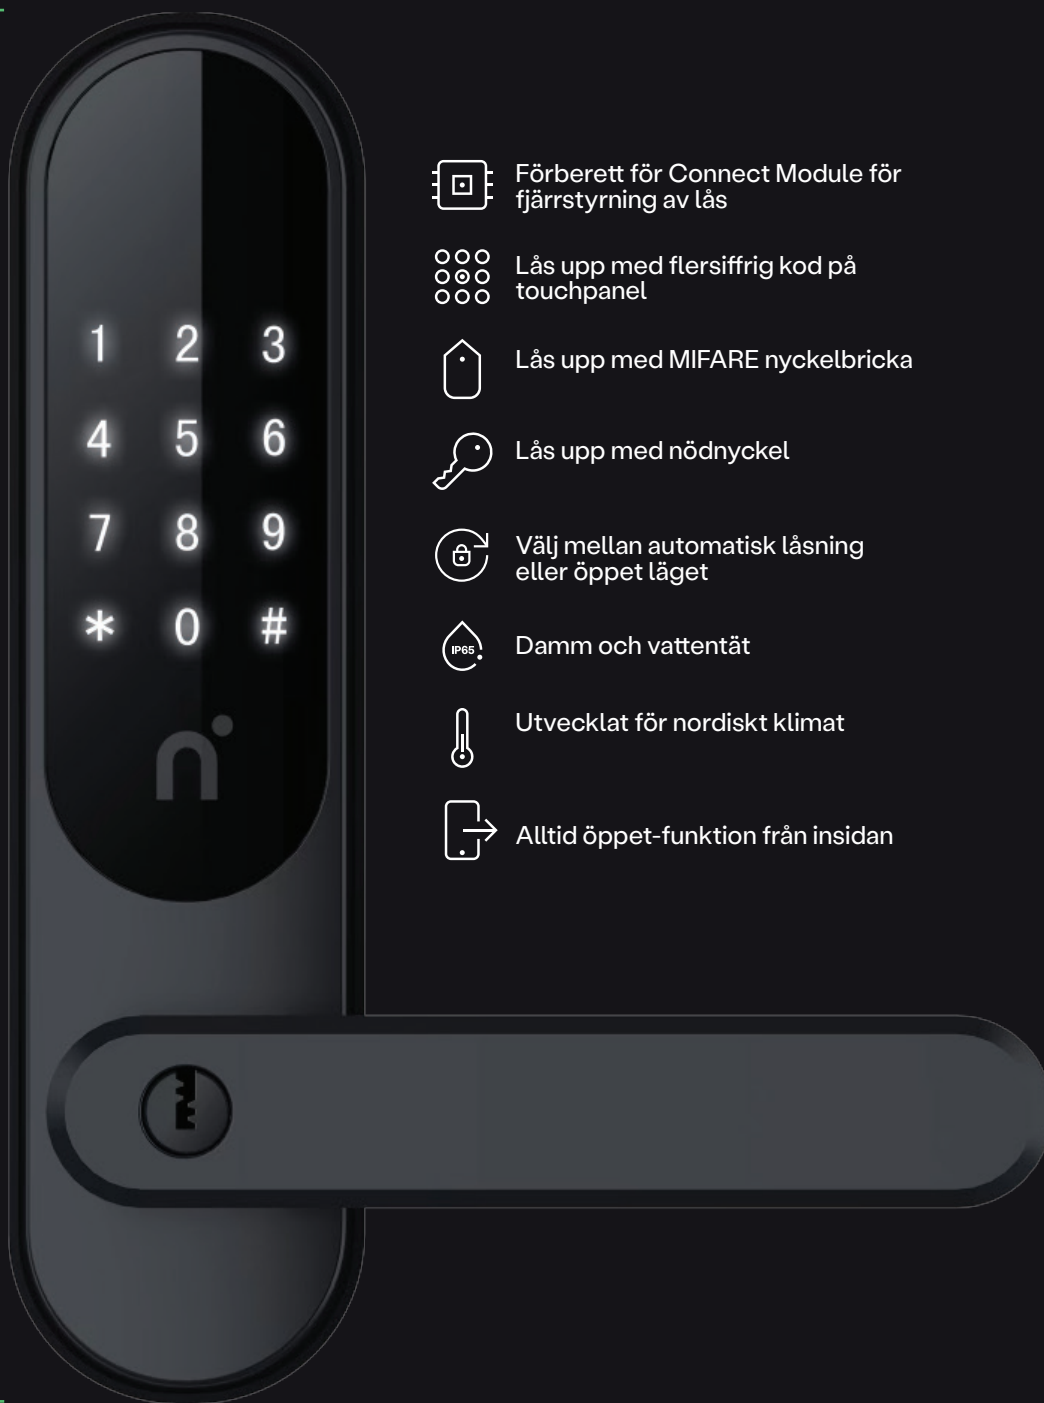 1 2 3
4 5 6
7 8 9
* 0 #
n
Förberett för Connect Module för
fjärrstyrning av lås
Lås upp med flersiffrig kod på
touchpanel
Lås upp med MIFARE nyckelbricka
Lås upp med nödnyckel
Välj mellan automatisk låsning
eller öppet läget
IP65
Damm och vattentät
Utvecklat för nordiskt klimat
Alltid öppet-funktion från insidan